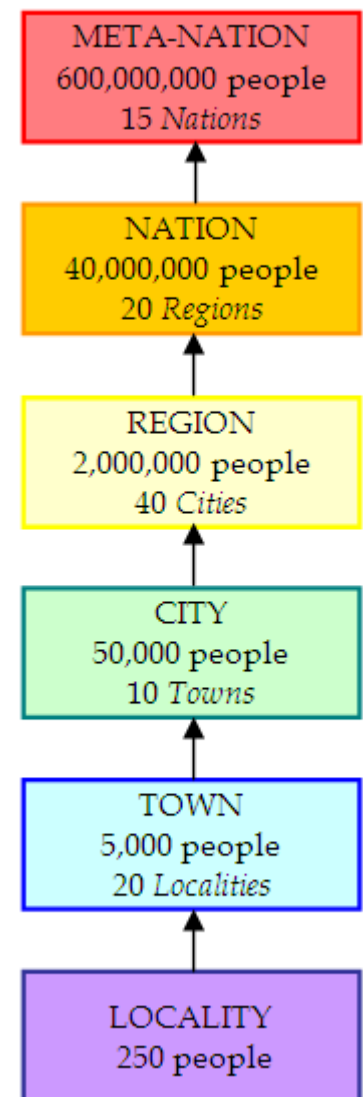 META-NATION
600,000,000 people
15 Nations
NATION
40,000,000 people
20 Regions
REGION
2,000,000 people
40 Cities
CITY
50,000 people
10 Towns
TOWN
5,000 people
20 Localities
LOCALITY
250 people